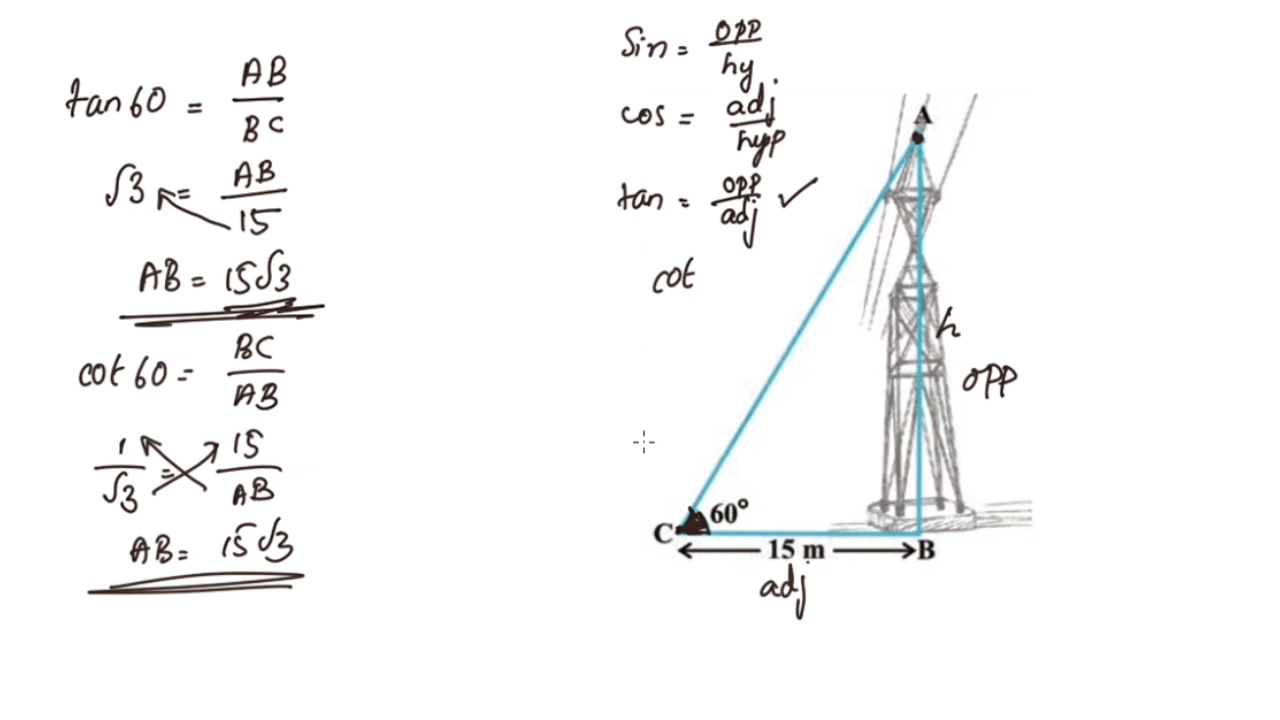 tan 60 = AB/BC
√3 = AB/15
AB = 15√3
cot 60 = BC/AB
1/√3 = 15/AB
AB = 15√3
Sin = opp/hy
cos = adj/hyp
tan = opp/adj ✓
cot
A
h
opp
60°
C
15 m
B
adj